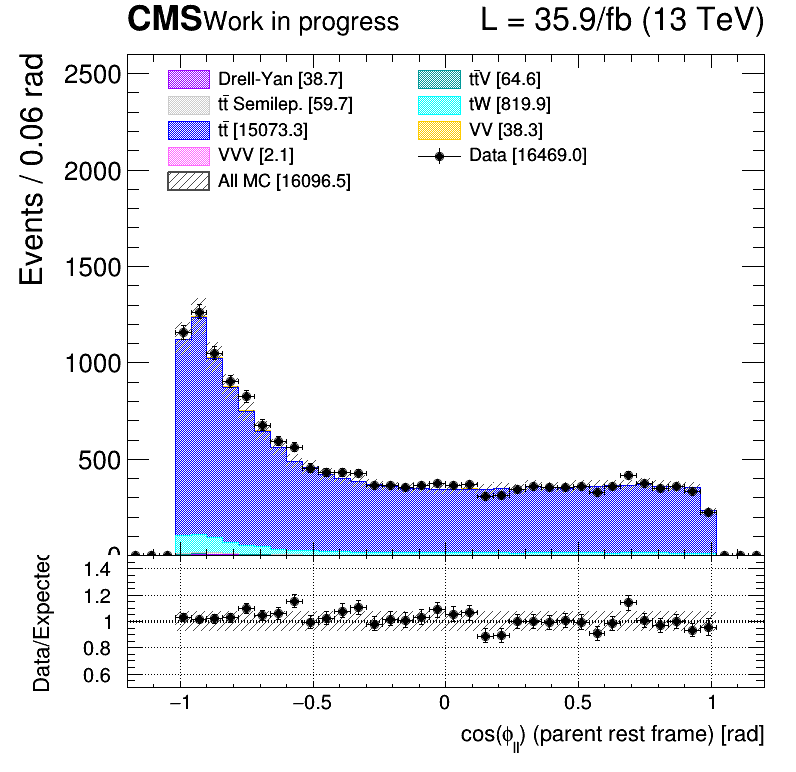 CMS Work in progress L = 35.9/fb (13 TeV)
Events / 0.06 rad
2500
2000
1500
1000
500
0
Drell-Yan [38.7]
tt̄ Semilep. [59.7]
tt̄ [15073.3]
VVV [2.1]
All MC [16096.5]
tt̄V [64.6]
tW [819.9]
VV [38.3]
Data [16469.0]
Data/Expected
1.4
1.2
1
0.8
0.6
−1 −0.5 0 0.5 1
cos(ϕ_ll) (parent rest frame) [rad]